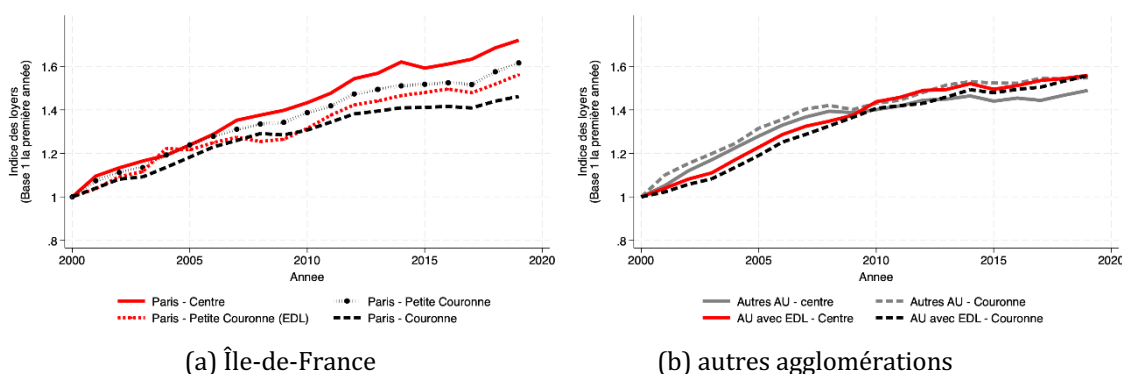 Indice des loyers
(Base 1 la première année)
1.6
1.4
1.2
1
.8
2000
2005
2010
2015
2020
Annee
Paris - Centre
Paris - Petite Couronne
Paris - Petite Couronne (EDL)
Paris - Couronne
(a) Île-de-France
Indice des loyers
(Base 1 la première année)
1.6
1.4
1.2
1
.8
2000
2005
2010
2015
2020
Annee
Autres AU - centre
Autres AU - Couronne
AU avec EDL - Centre
AU avec EDL - Couronne
(b) autres agglomérations